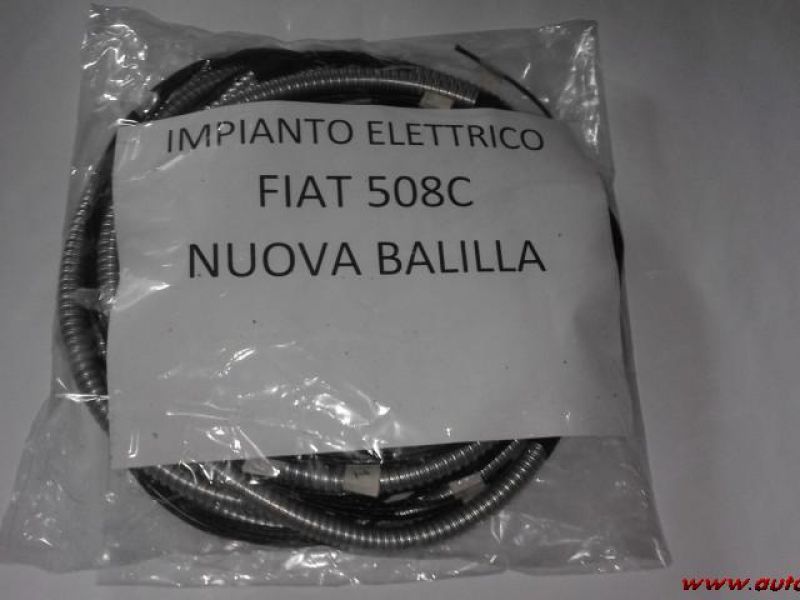 IMPIANTO ELETTRICO
FIAT 508C
NUOVA BALILLA
www.auto